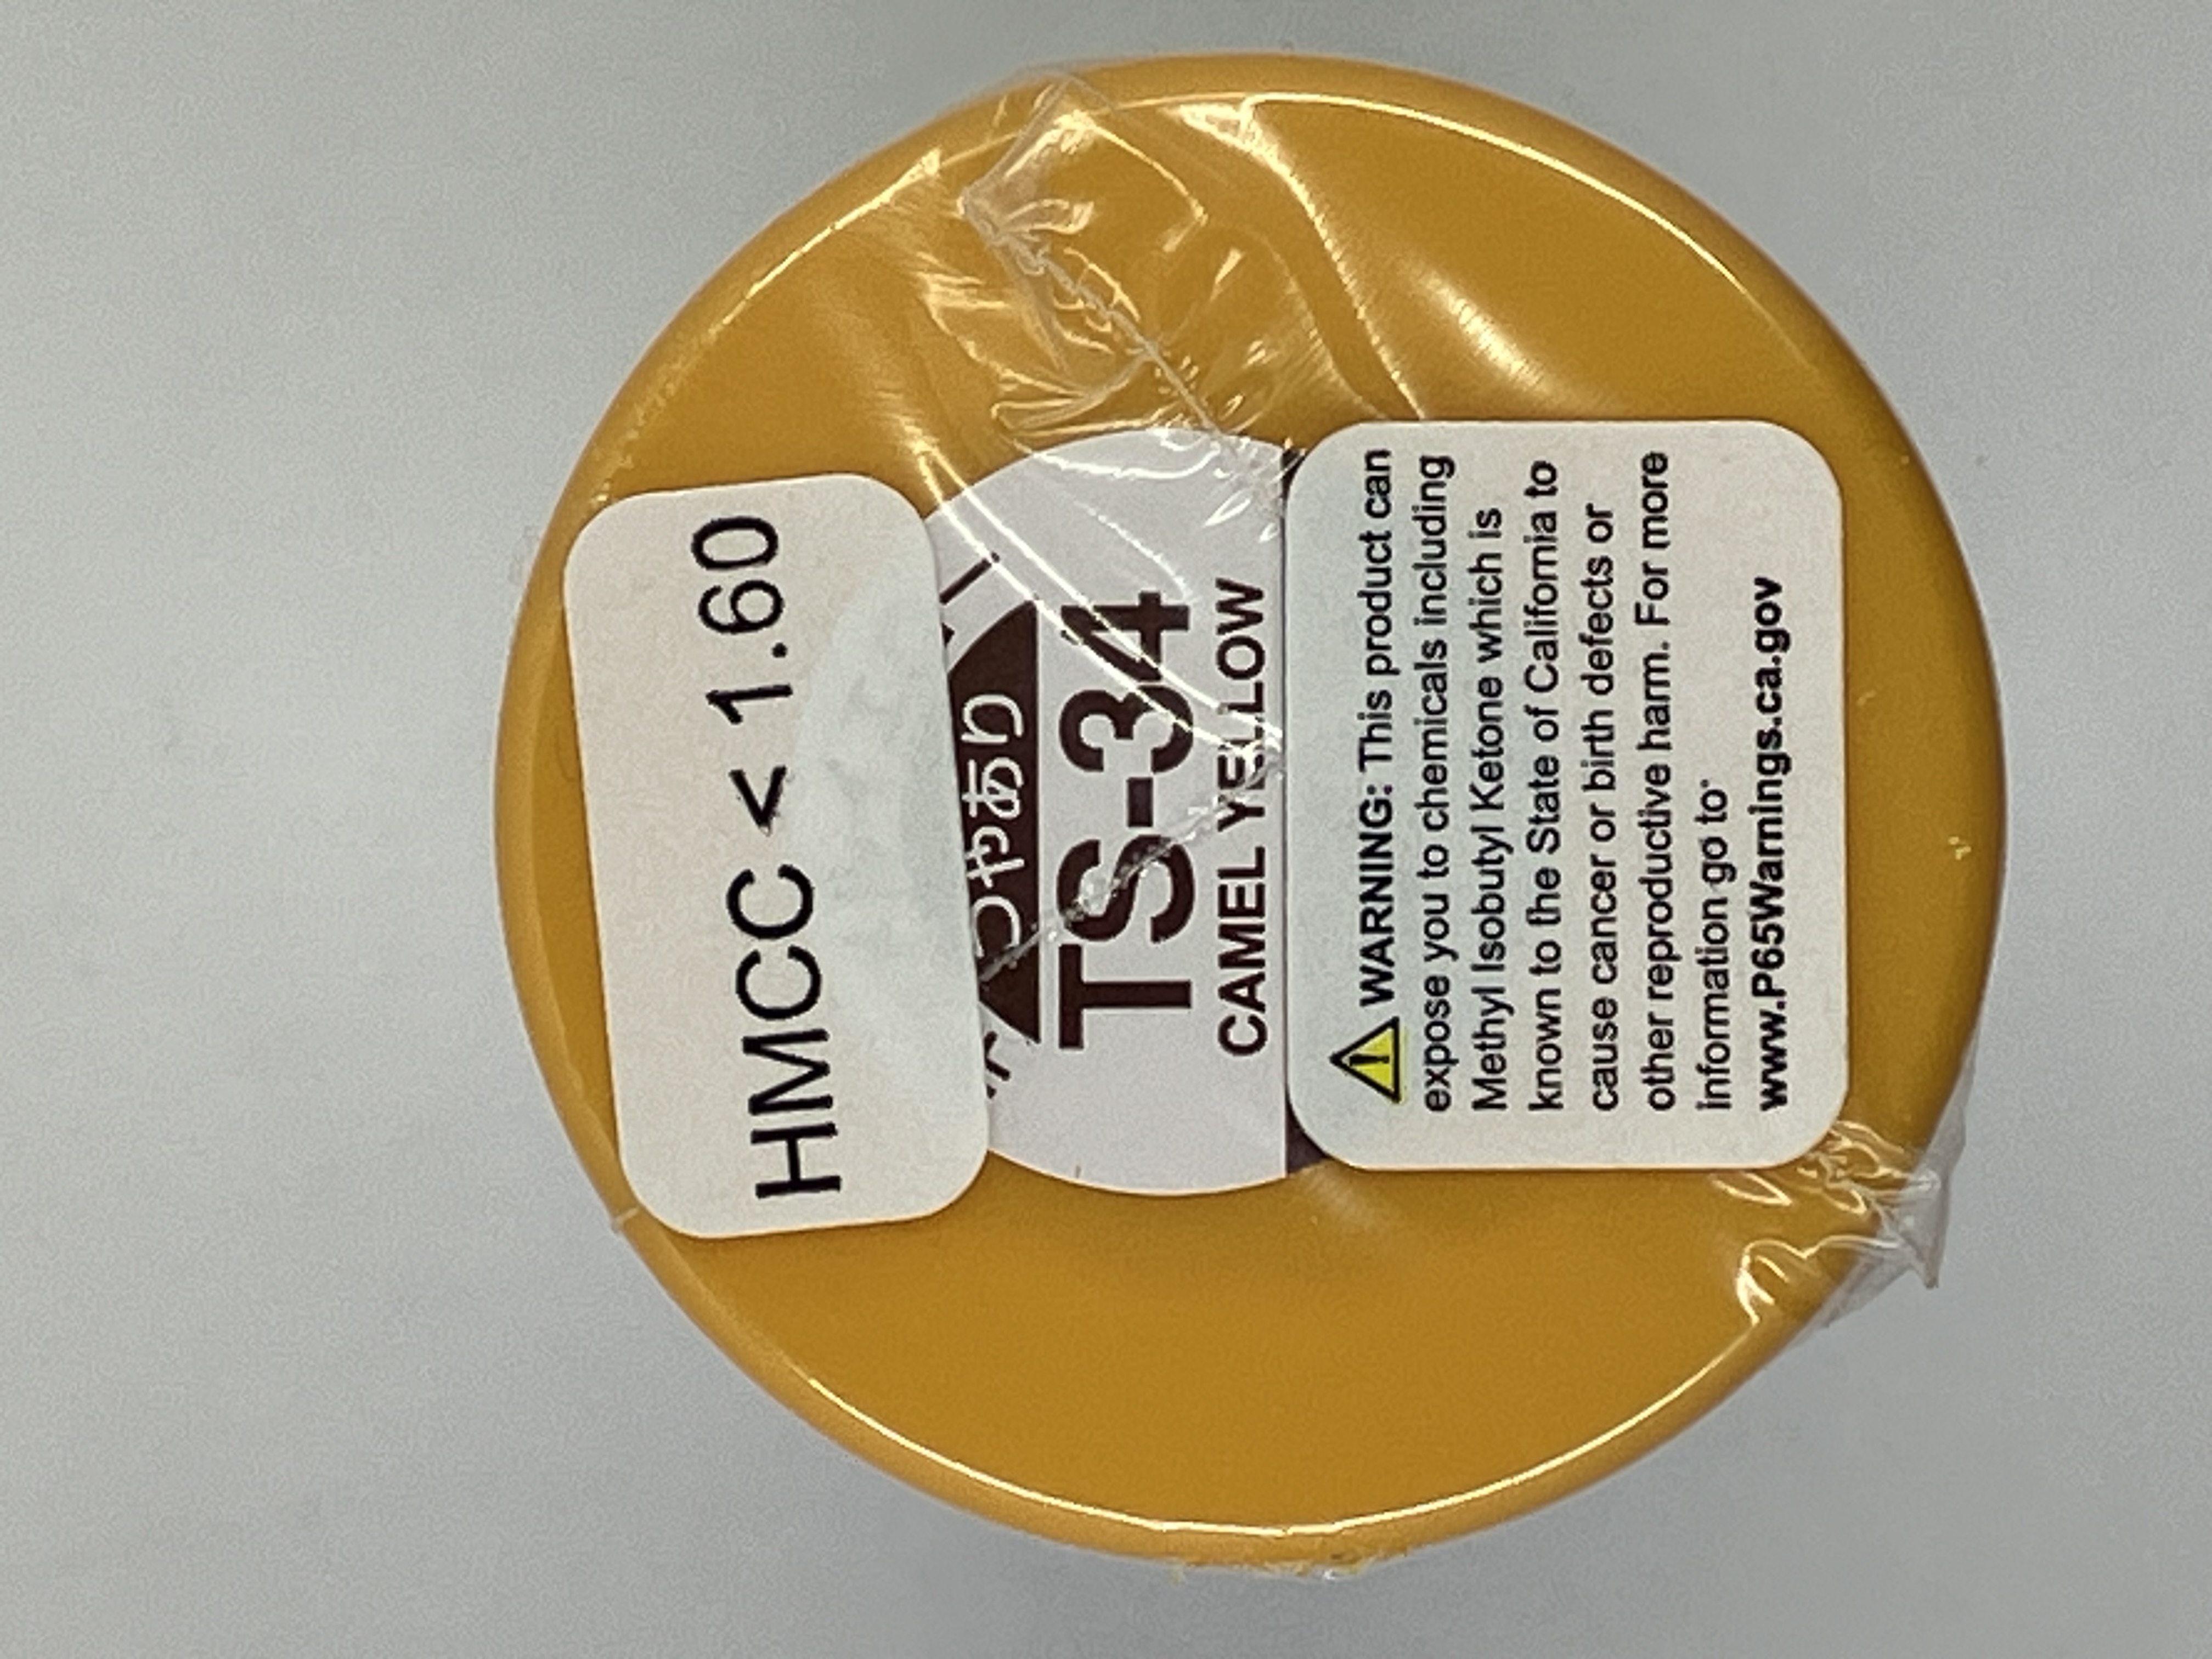 HMCC < 1.60
つやあり
TS-34
CAMEL YELLOW
⚠ WARNING: This product can
expose you to chemicals including
Methyl Isobutyl Ketone which is
known to the State of California to
cause cancer or birth defects or
other reproductive harm. For more
information go to
www.P65Warnings.ca.gov